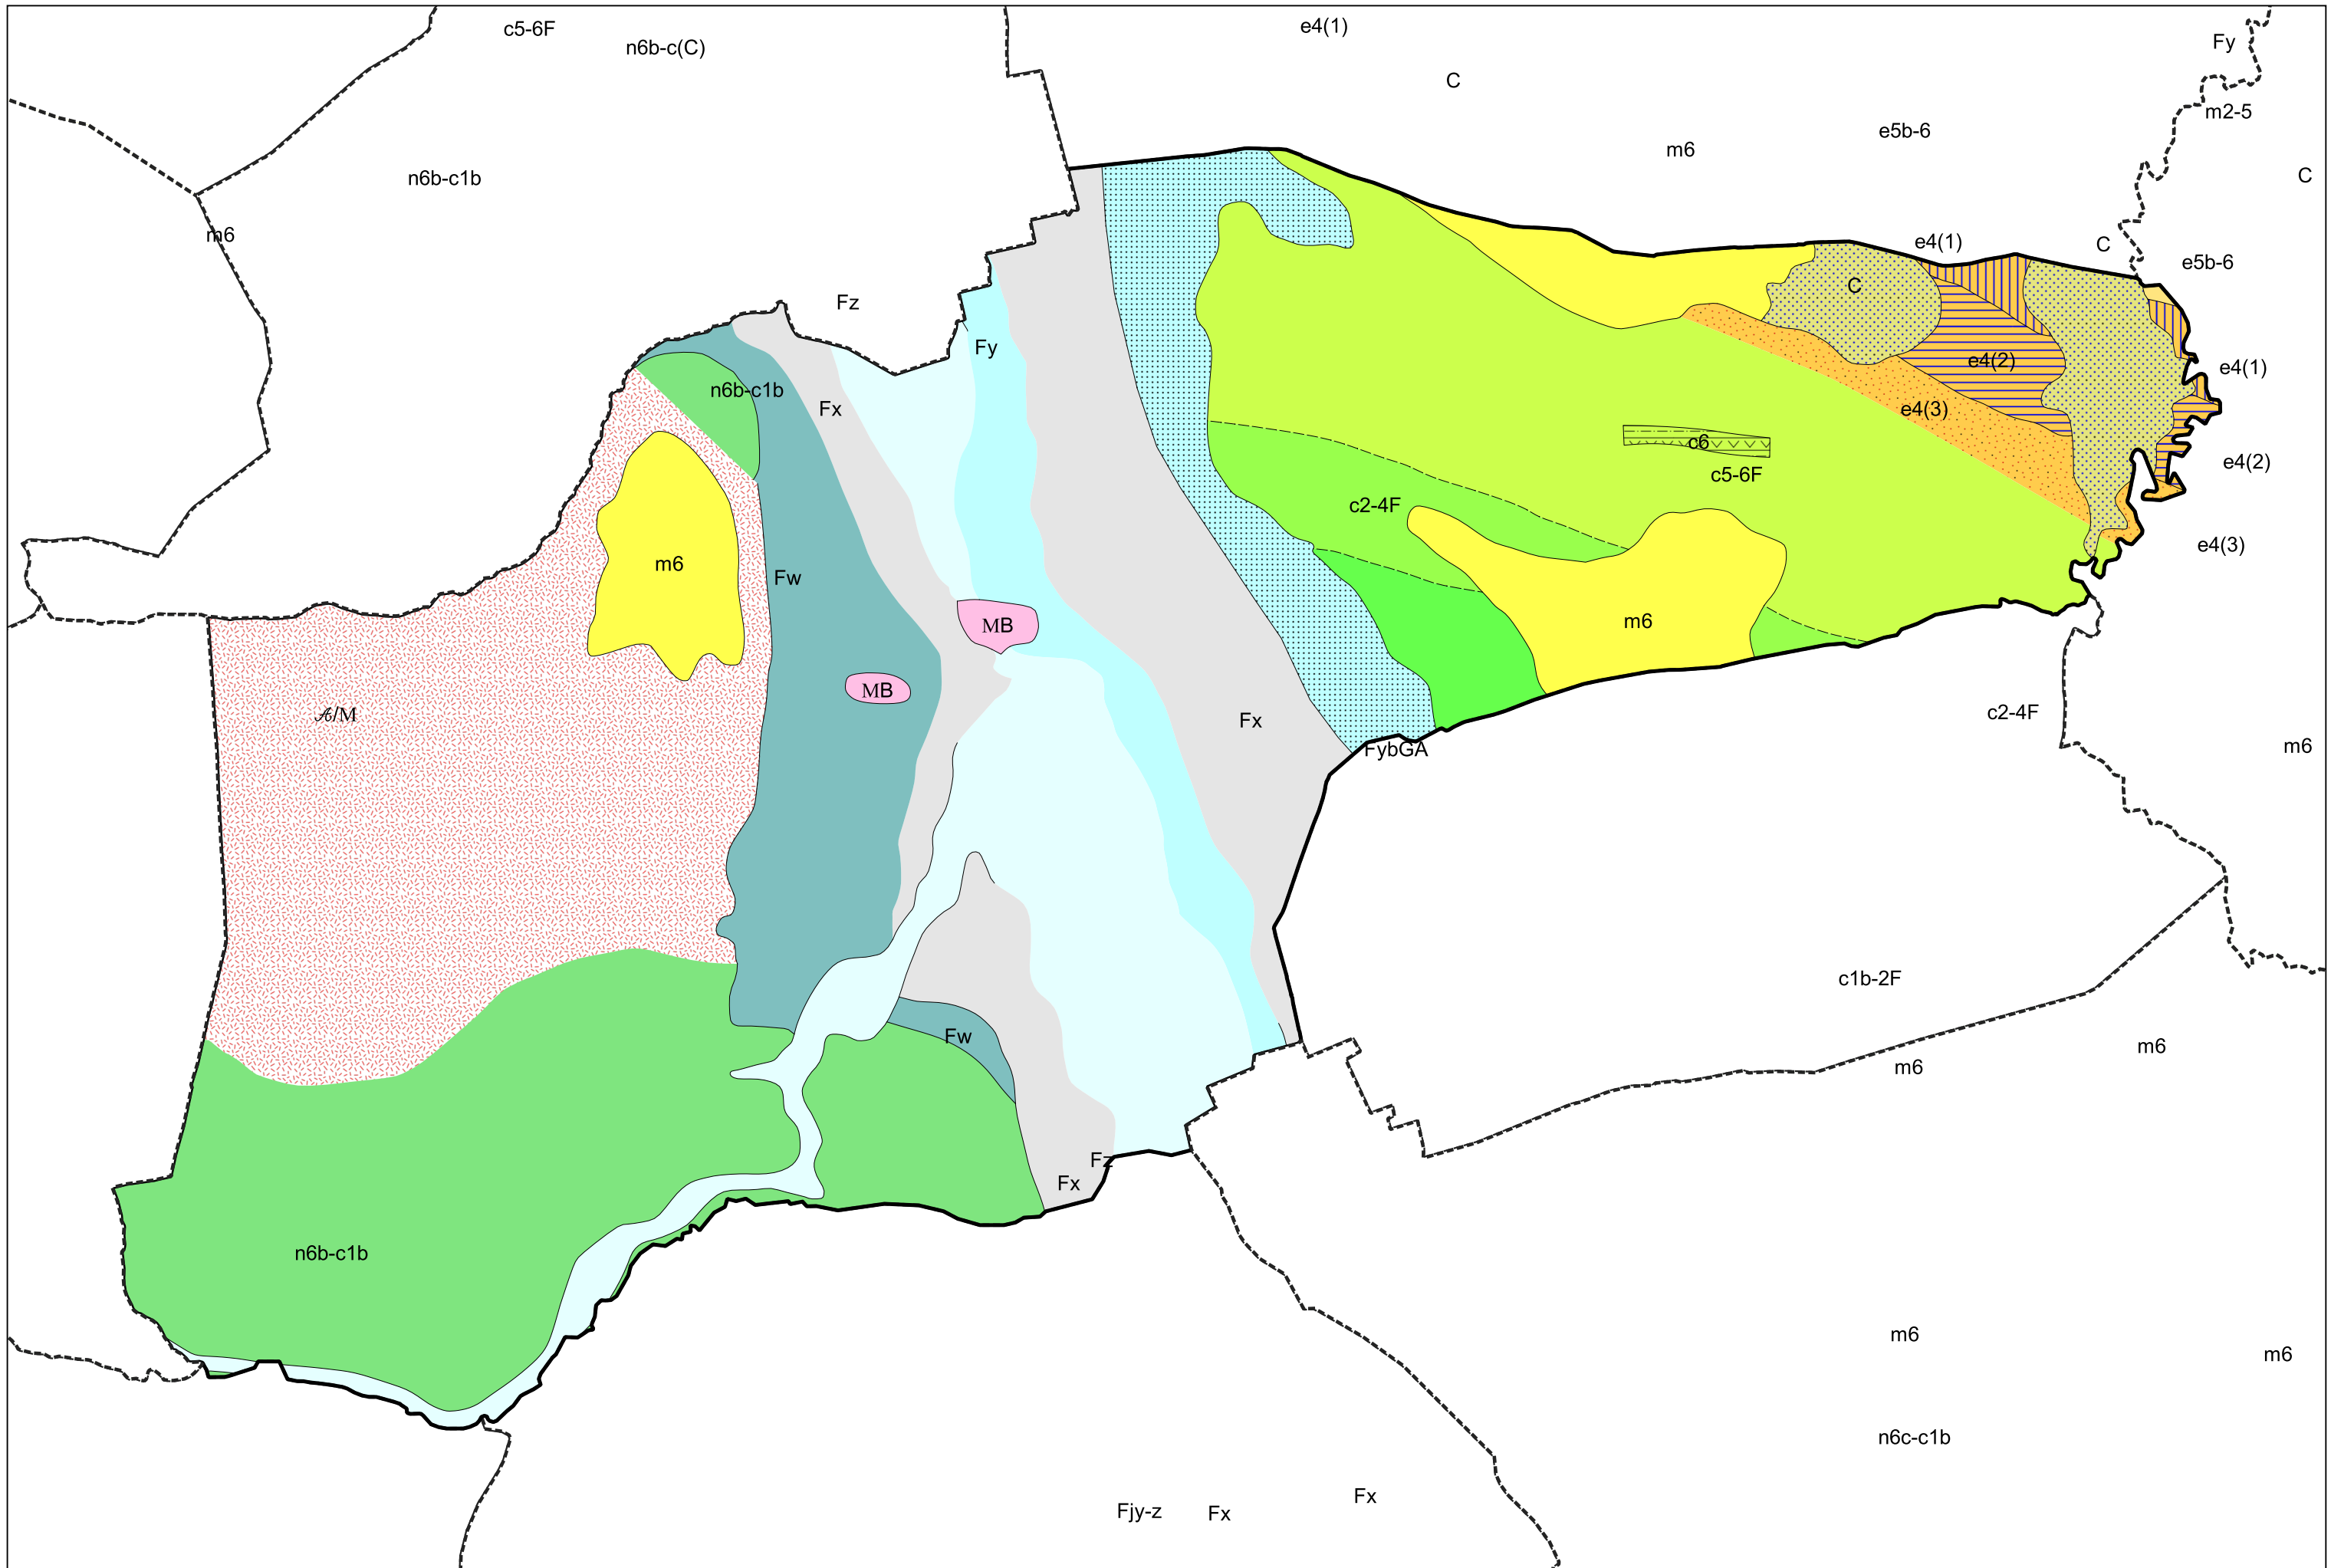 c5-6F
e4(1)
n6b-c(C)
Fy
C
m2-5
e5b-6
m6
C
n6b-c1b
m6
e4(1)
C
e5b-6
C
Fz
Fy
e4(2)
e4(1)
n6b-c1b
Fx
e4(3)
c6
e4(2)
c5-6F
c2-4F
e4(3)
m6
Fw
m6
MB
MB
𝒜/M
c2-4F
Fx
m6
FybGA
c1b-2F
Fw
m6
m6
Fz
Fx
n6b-c1b
m6
m6
n6c-c1b
Fx
Fjy-z
Fx